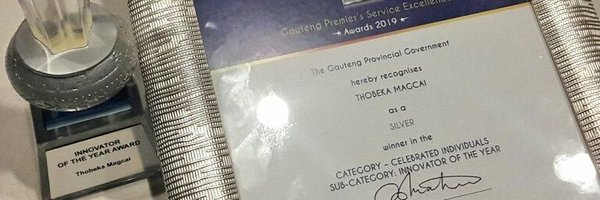 Gauteng Premier's Service Excellence
Awards 2019
The Gauteng Provincial Government
hereby recognises
THOBEKA MAGCAI
as a
SILVER
winner in the
CATEGORY – CELEBRATED INDIVIDUALS
SUB-CATEGORY: INNOVATOR OF THE YEAR
INNOVATOR
OF THE YEAR AWARD
Thobeka Magcai